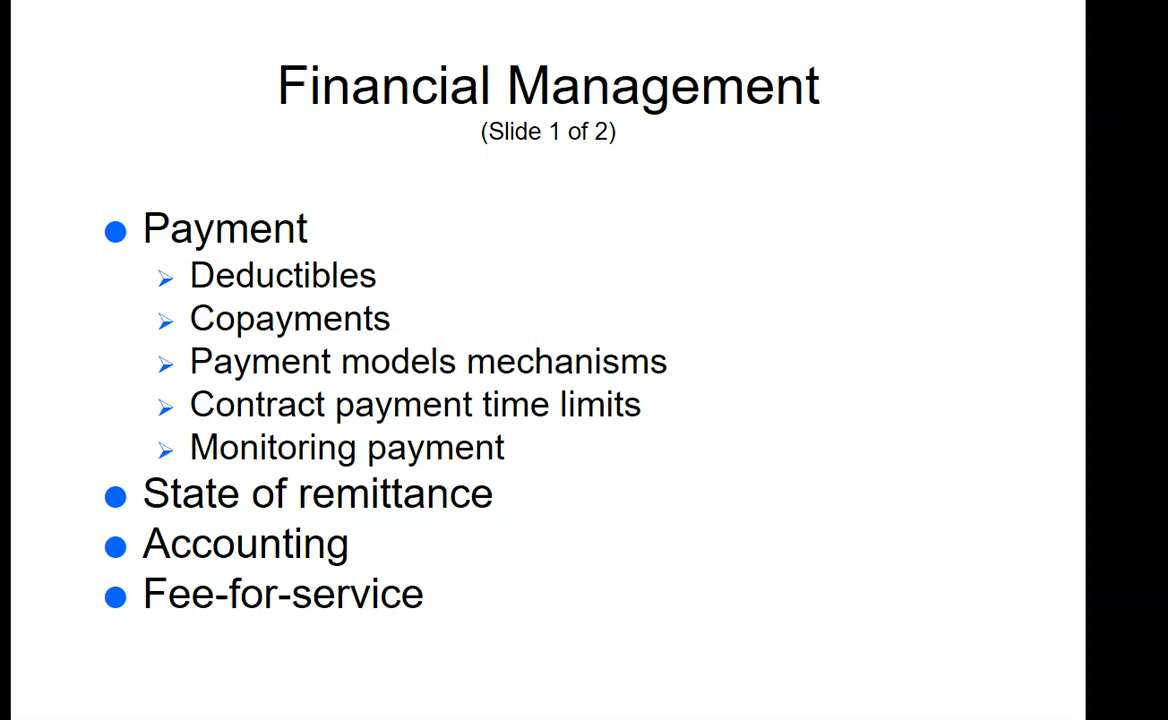 Financial Management
(Slide 1 of 2)
Payment
Deductibles
Copayments
Payment models mechanisms
Contract payment time limits
Monitoring payment
State of remittance
Accounting
Fee-for-service